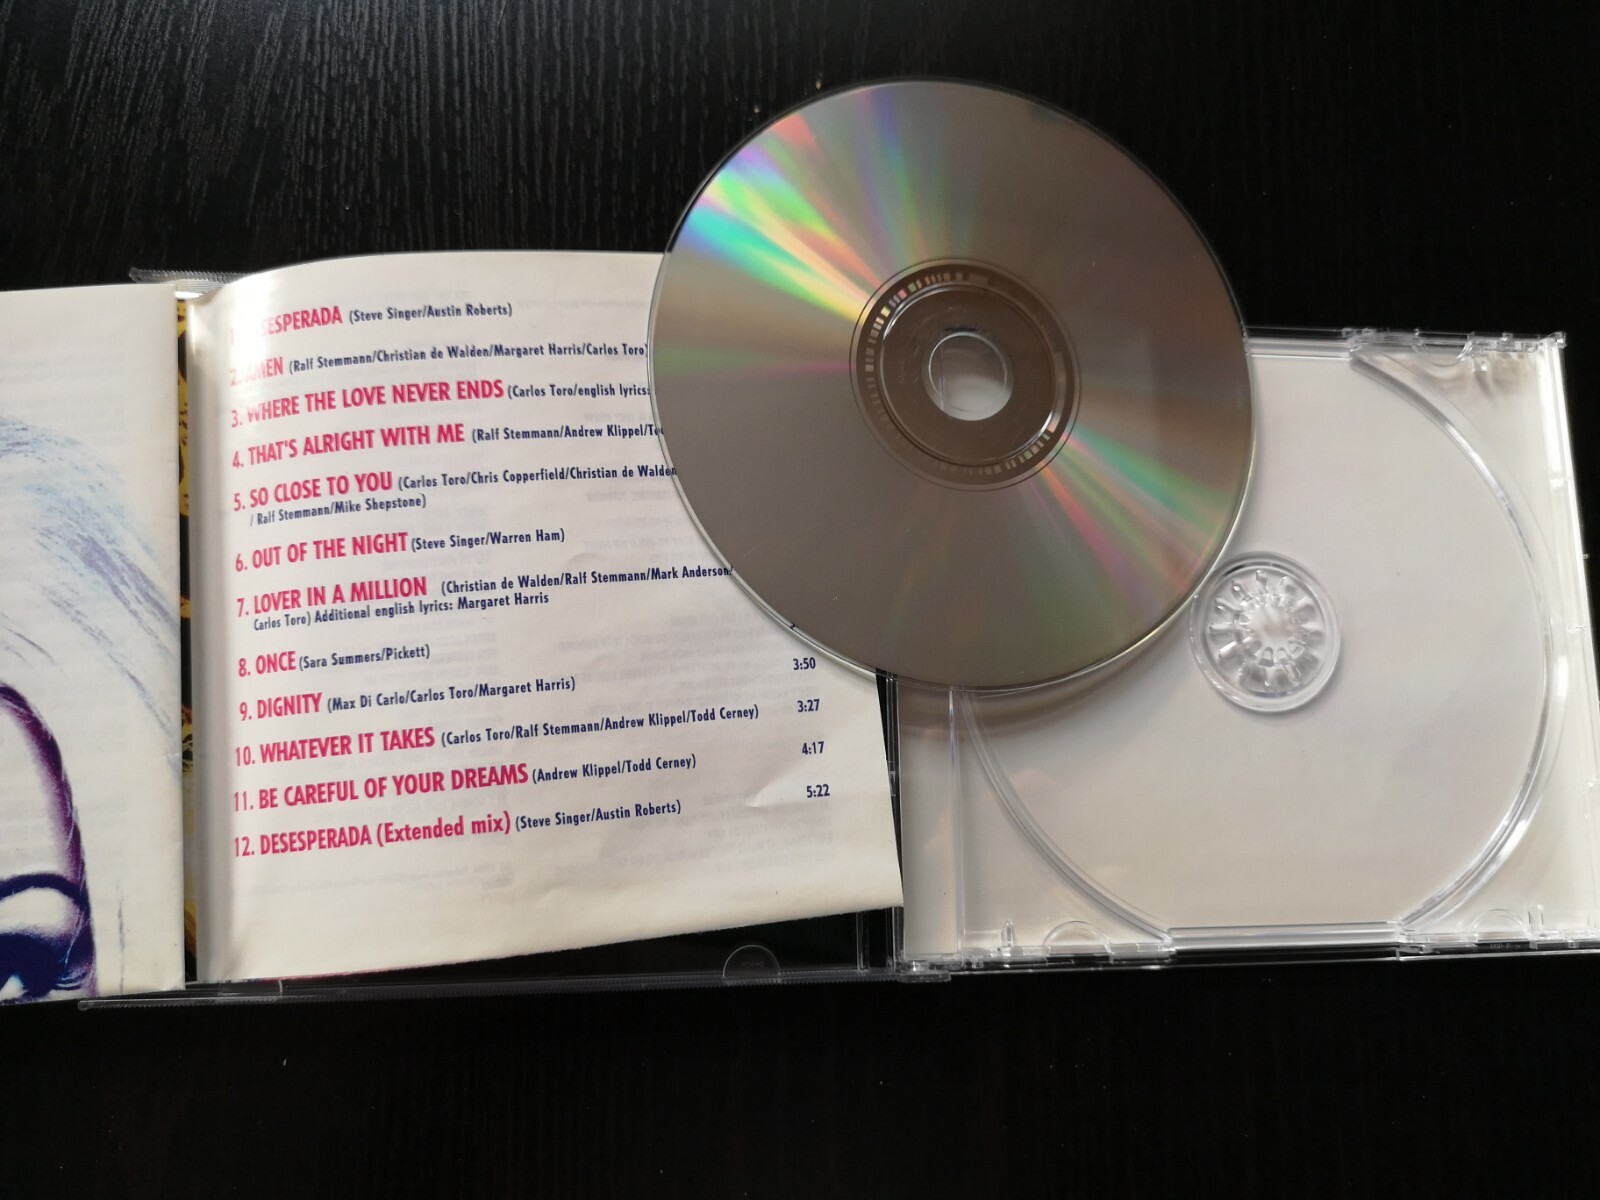 1. DESESPERADA (Steve Singer/Austin Roberts)
2. AMEN (Ralf Stemmann/Christian de Walden/Margaret Harris/Carlos Toro)
3. WHERE THE LOVE NEVER ENDS (Carlos Toro/english lyrics:
4. THAT'S ALRIGHT WITH ME (Ralf Stemmann/Andrew Klippel/
5. SO CLOSE TO YOU (Carlos Toro/Chris Copperfield/Christian de Walden
/ Ralf Stemmann/Mike Shepstone)
6. OUT OF THE NIGHT (Steve Singer/Warren Ham)
7. LOVER IN A MILLION (Christian de Walden/Ralf Stemmann/Mark Anderson/
Carlos Toro) Additional english lyrics: Margaret Harris
8. ONCE (Sara Summers/Pickett)
9. DIGNITY (Max Di Carlo/Carlos Toro/Margaret Harris) 3:50
10. WHATEVER IT TAKES (Carlos Toro/Ralf Stemmann/Andrew Klippel/Todd Cerney) 3:27
11. BE CAREFUL OF YOUR DREAMS (Andrew Klippel/Todd Cerney) 4:17
12. DESESPERADA (Extended mix) (Steve Singer/Austin Roberts) 5:22